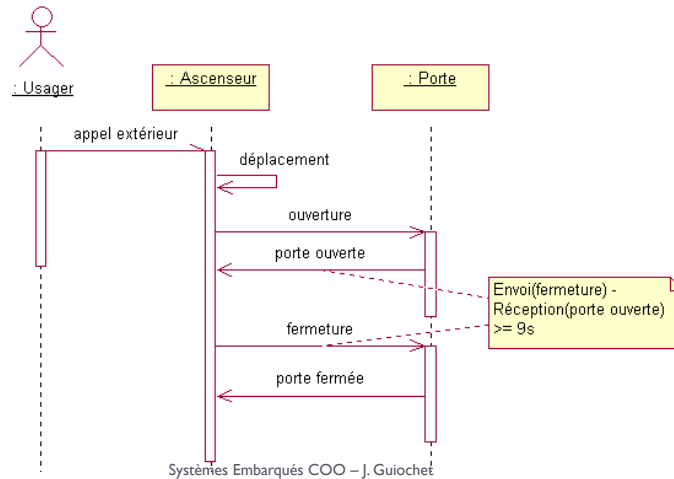 : Usager
: Ascenseur
: Porte
appel extérieur
déplacement
ouverture
porte ouverte
Envoi(fermeture) -
Réception(porte ouverte)
>= 9s
fermeture
porte fermée
Systèmes Embarqués COO – J. Guiochet